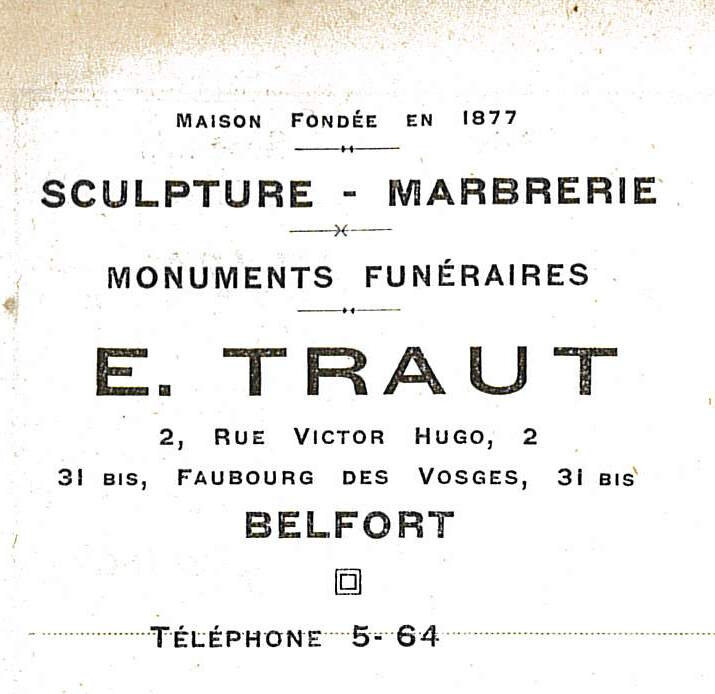 MAISON FONDÉE EN 1877
SCULPTURE - MARBRERIE
MONUMENTS FUNÉRAIRES
E. TRAUT
2, RUE VICTOR HUGO, 2
31 BIS, FAUBOURG DES VOSGES, 31 BIS
BELFORT
TÉLÉPHONE 5-64